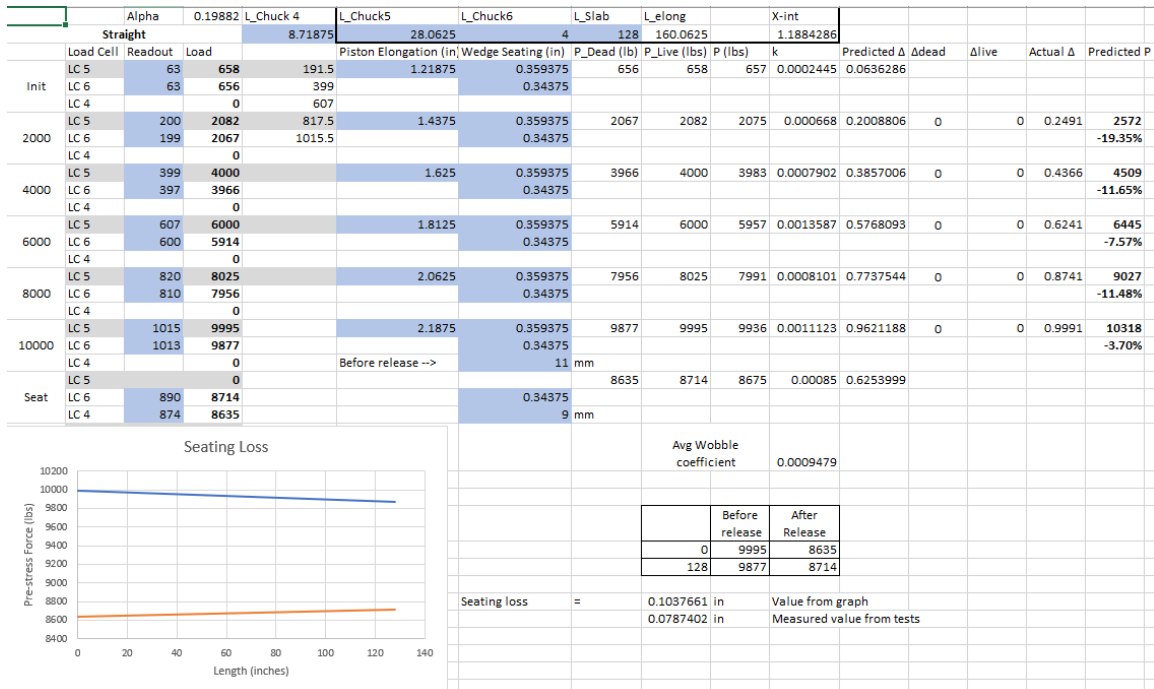 Alpha 0.19882 L_Chuck 4 L_Chuck5 L_Chuck6 L_Slab L_elong X-int
Straight 8.71875 28.0625 4 128 160.0625 1.1884286
Load Cell Readout Load Piston Elongation (in) Wedge Seating (in) P_Dead (lb) P_Live (lbs) P (lbs) k Predicted Δ Δdead Δlive Actual Δ Predicted P
LC 5 63 658 191.5 1.21875 0.359375 656 658 657 0.0002445 0.0636286
Init LC 6 63 656 399 0.34375
LC 4 0 607
LC 5 200 2082 817.5 1.4375 0.359375 2067 2082 2075 0.000668 0.2008806 0 0 0.2491 2572
2000 LC 6 199 2067 1015.5 0.34375 -19.35%
LC 4 0
LC 5 399 4000 1.625 0.359375 3966 4000 3983 0.0007902 0.3857006 0 0 0.4366 4509
4000 LC 6 397 3966 0.34375 -11.65%
LC 4 0
LC 5 607 6000 1.8125 0.359375 5914 6000 5957 0.0013587 0.5768093 0 0 0.6241 6445
6000 LC 6 600 5914 0.34375 -7.57%
LC 4 0
LC 5 820 8025 2.0625 0.359375 7956 8025 7991 0.0008101 0.7737544 0 0 0.8741 9027
8000 LC 6 810 7956 0.34375 -11.48%
LC 4 0
LC 5 1015 9995 2.1875 0.359375 9877 9995 9936 0.0011123 0.9621188 0 0 0.9991 10318
10000 LC 6 1013 9877 0.34375 -3.70%
LC 4 0 Before release --> 11 mm
LC 5 0 8635 8714 8675 0.00085 0.6253999
Seat LC 6 890 8714 0.34375
LC 4 874 8635 9 mm
Seating Loss
Pre-stress Force (lbs)
10200
10000
9800
9600
9400
9200
9000
8800
8600
8400
0 20 40 60 80 100 120 140
Length (inches)
Avg Wobble
coefficient 0.0009479
Before After
release Release
0 9995 8635
128 9877 8714
Seating loss = 0.1037661 in Value from graph
0.0787402 in Measured value from tests